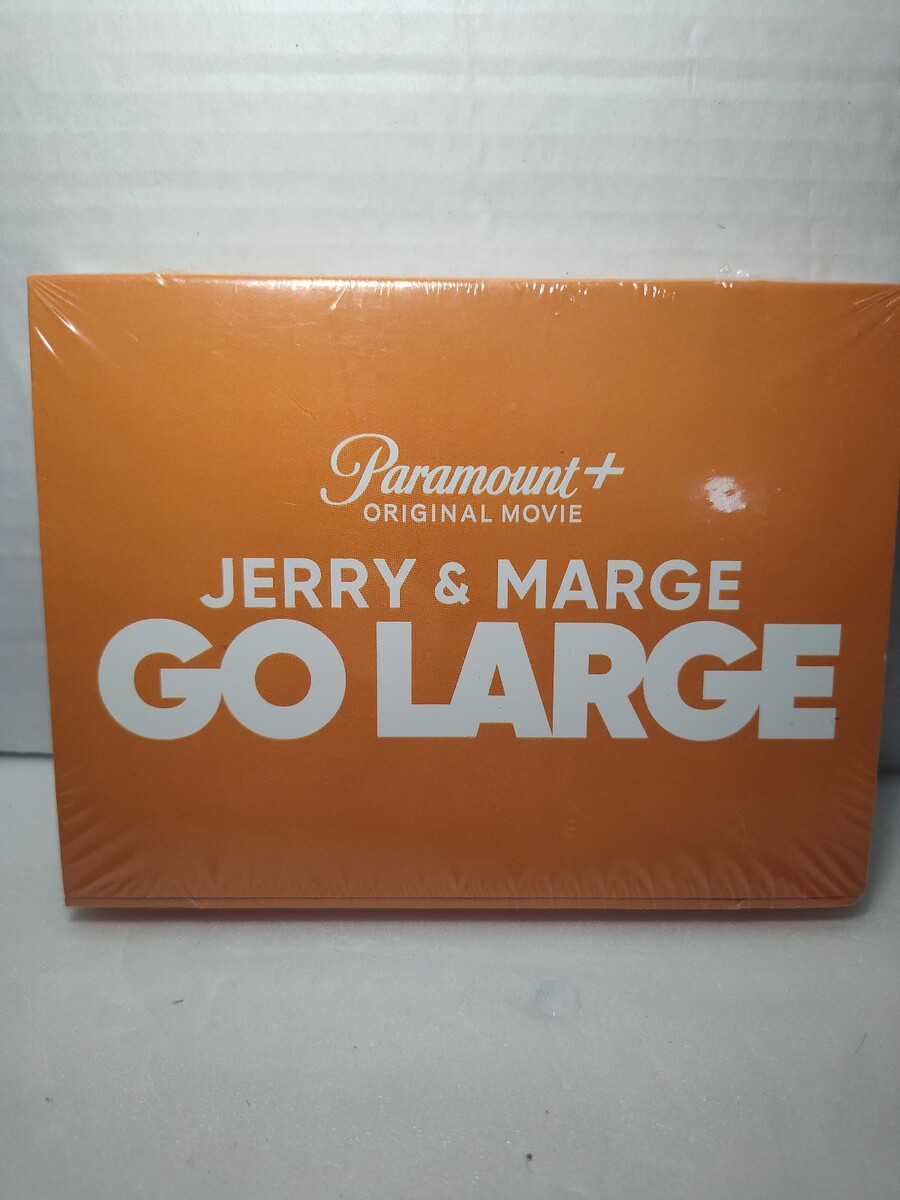 Paramount+
ORIGINAL MOVIE
JERRY & MARGE
GO LARGE